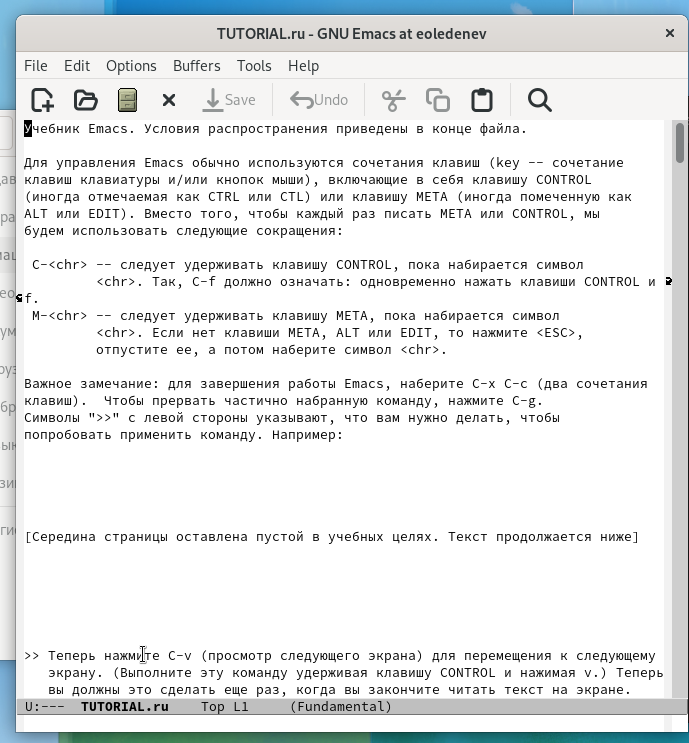 TUTORIAL.ru - GNU Emacs at eoledenev
File Edit Options Buffers Tools Help
Save Undo
Учебник Emacs. Условия распространения приведены в конце файла.
Для управления Emacs обычно используются сочетания клавиш (key -- сочетание
клавиш клавиатуры и/или кнопок мыши), включающие в себя клавишу CONTROL
(иногда отмечаемая как CTRL или CTL) или клавишу META (иногда помеченную как
ALT или EDIT). Вместо того, чтобы каждый раз писать META или CONTROL, мы
будем использовать следующие сокращения:
C-<chr> -- следует удерживать клавишу CONTROL, пока набирается символ
<chr>. Так, C-f должно означать: одновременно нажать клавиши CONTROL и
f.
M-<chr> -- следует удерживать клавишу META, пока набирается символ
<chr>. Если нет клавиши META, ALT или EDIT, то нажмите <ESC>,
отпустите ее, а потом наберите символ <chr>.
Важное замечание: для завершения работы Emacs, наберите C-x C-c (два сочетания
клавиш).  Чтобы прервать частично набранную команду, нажмите C-g.
Символы ">>" с левой стороны указывают, что вам нужно делать, чтобы
попробовать применить команду. Например:
[Середина страницы оставлена пустой в учебных целях. Текст продолжается ниже]
>> Теперь нажмите C-v (просмотр следующего экрана) для перемещения к следующему
экрану. (Выполните эту команду удерживая клавишу CONTROL и нажимая v.) Теперь
вы должны это сделать еще раз, когда вы закончите читать текст на экране.
U:--- TUTORIAL.ru Top L1 (Fundamental)